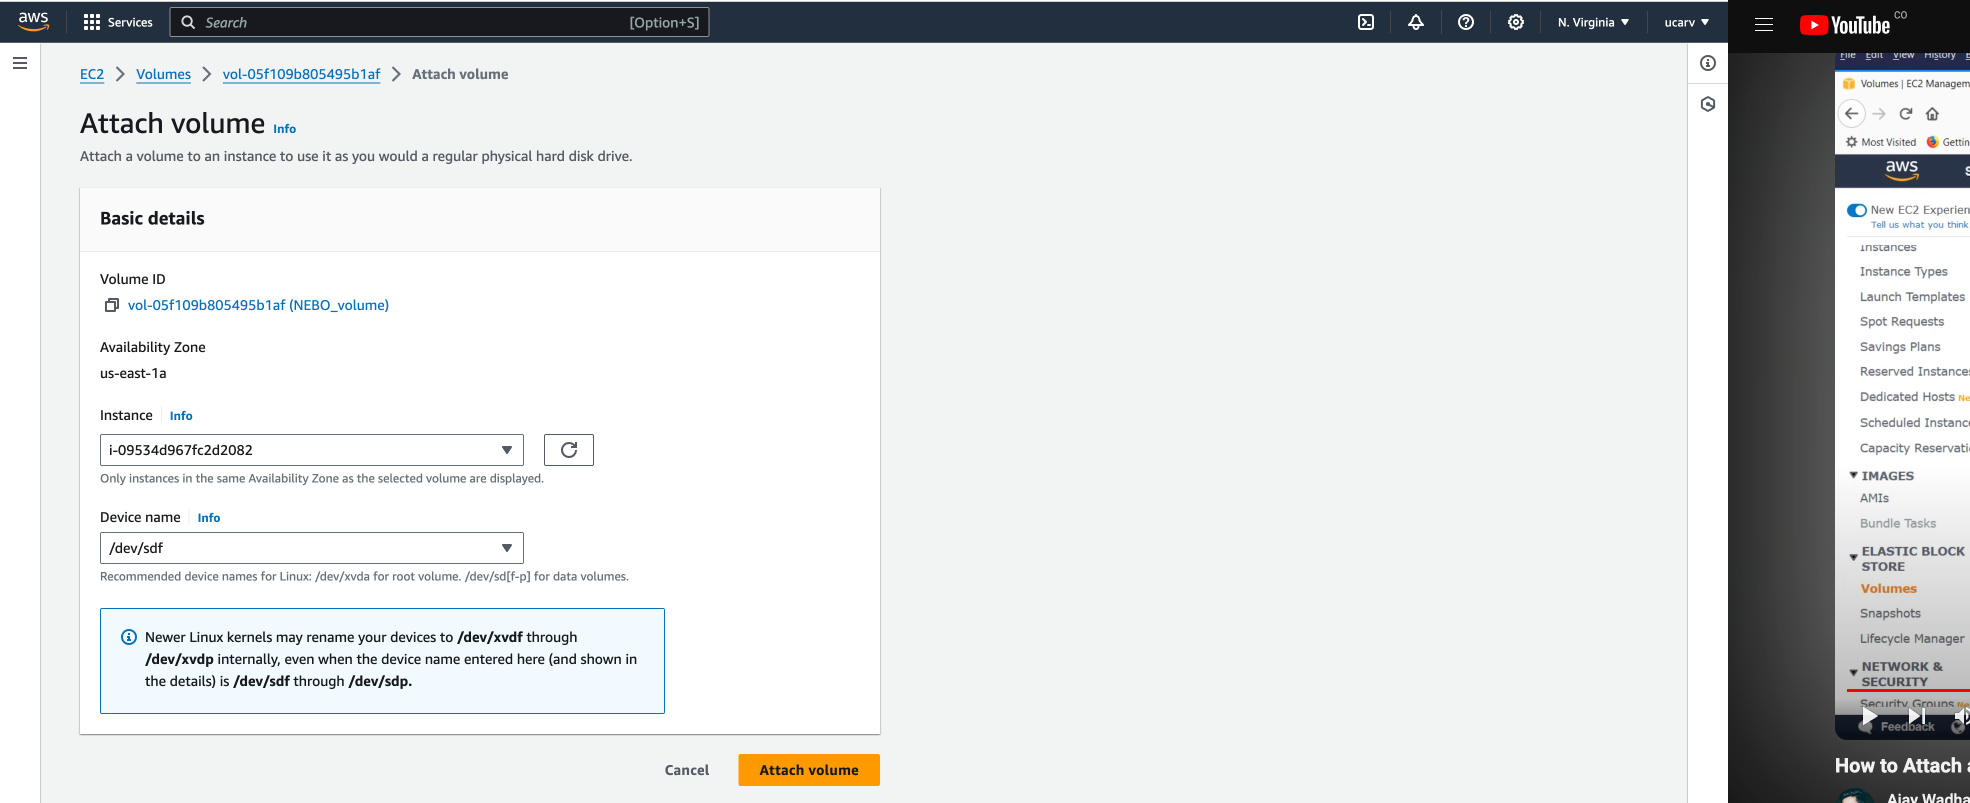 aws
Services
Search
[Option+S]
N. Virginia
ucarv
EC2
Volumes
vol-05f109b805495b1af
Attach volume
Attach volume
Info
Attach a volume to an instance to use it as you would a regular physical hard disk drive.
Basic details
Volume ID
vol-05f109b805495b1af (NEBO_volume)
Availability Zone
us-east-1a
Instance
Info
i-09534d967fc2d2082
Only instances in the same Availability Zone as the selected volume are displayed.
Device name
Info
/dev/sdf
Recommended device names for Linux: /dev/xvda for root volume. /dev/sd[f-p] for data volumes.
Newer Linux kernels may rename your devices to /dev/xvdf through
/dev/xvdp internally, even when the device name entered here (and shown in
the details) is /dev/sdf through /dev/sdp.
Cancel
Attach volume
YouTube
CO
File Edit View History
Volumes | EC2 Managem
Most Visited
Gettin
aws
S
New EC2 Experien
Tell us what you think
Instances
Instance Types
Launch Templates
Spot Requests
Savings Plans
Reserved Instances
Dedicated Hosts Ne
Scheduled Instanc
Capacity Reservati
IMAGES
AMIs
Bundle Tasks
ELASTIC BLOCK
STORE
Volumes
Snapshots
Lifecycle Manager
NETWORK &
SECURITY
Security Groups Ne
Feedback
How to Attach a
Ajay Wadha